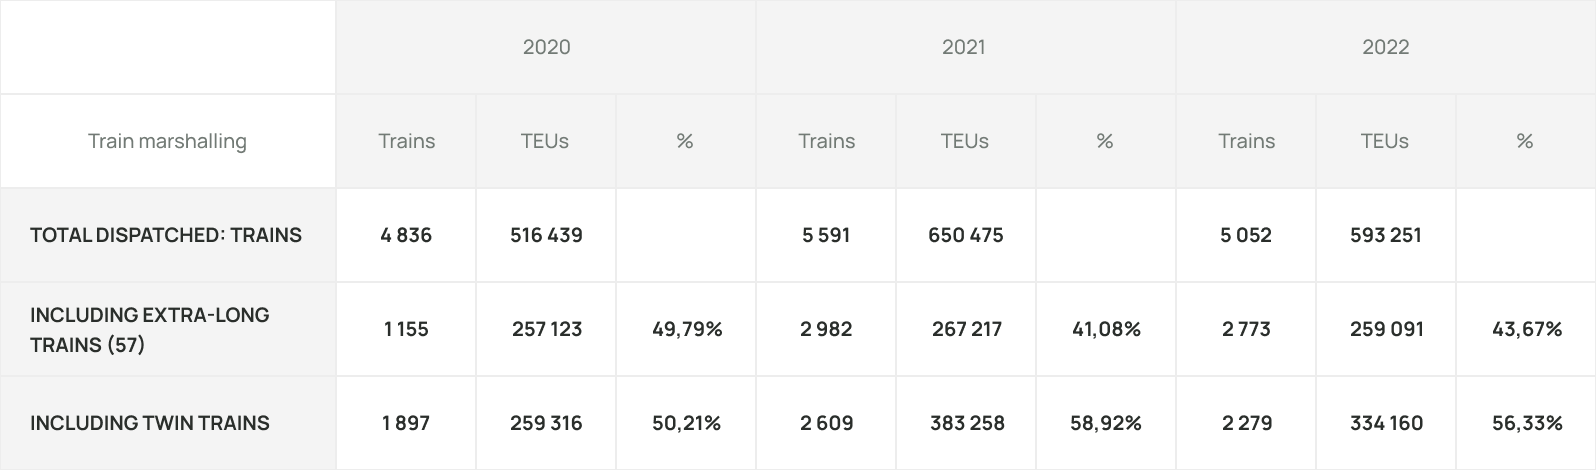 2020 2021 2022
Train marshalling Trains TEUs % Trains TEUs % Trains TEUs %
TOTAL DISPATCHED: TRAINS 4 836 516 439 5 591 650 475 5 052 593 251
INCLUDING EXTRA-LONG
TRAINS (57) 1 155 257 123 49,79% 2 982 267 217 41,08% 2 773 259 091 43,67%
INCLUDING TWIN TRAINS 1 897 259 316 50,21% 2 609 383 258 58,92% 2 279 334 160 56,33%